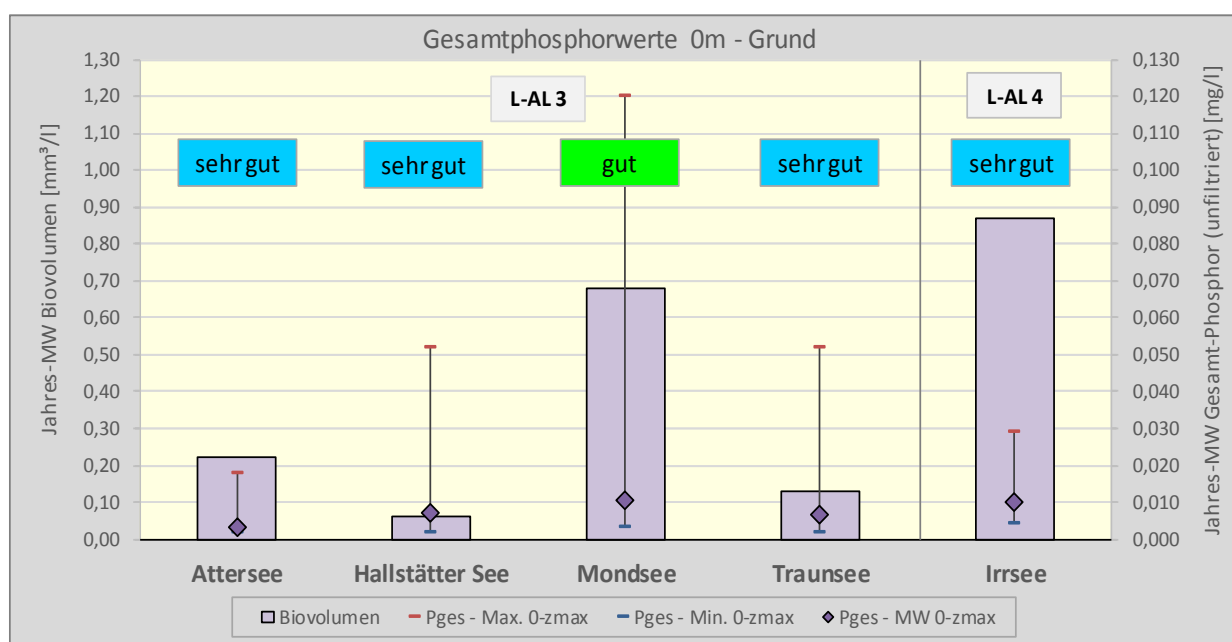 Gesamtphosphorwerte 0m - Grund
Jahres-MW Biovolumen [mm³/l]
1,30
1,20
1,10
1,00
0,90
0,80
0,70
0,60
0,50
0,40
0,30
0,20
0,10
0,00
L-AL 3
L-AL 4
sehr gut
sehr gut
gut
sehr gut
sehr gut
0,130
0,120
0,110
0,100
0,090
0,080
0,070
0,060
0,050
0,040
0,030
0,020
0,010
0,000
Jahres-MW Gesamt-Phosphor (unfiltriert) [mg/l]
Attersee
Hallstätter See
Mondsee
Traunsee
Irrsee
Biovolumen
Pges - Max. 0-zmax
Pges - Min. 0-zmax
Pges - MW 0-zmax